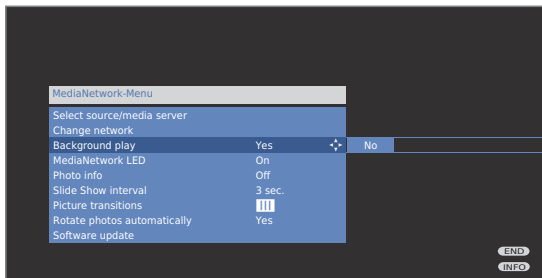 MediaNetwork-Menu
Select source/media server
Change network
Background play Yes No
MediaNetwork LED On
Photo info Off
Slide Show interval 3 sec.
Picture transitions
Rotate photos automatically Yes
Software update
END
INFO